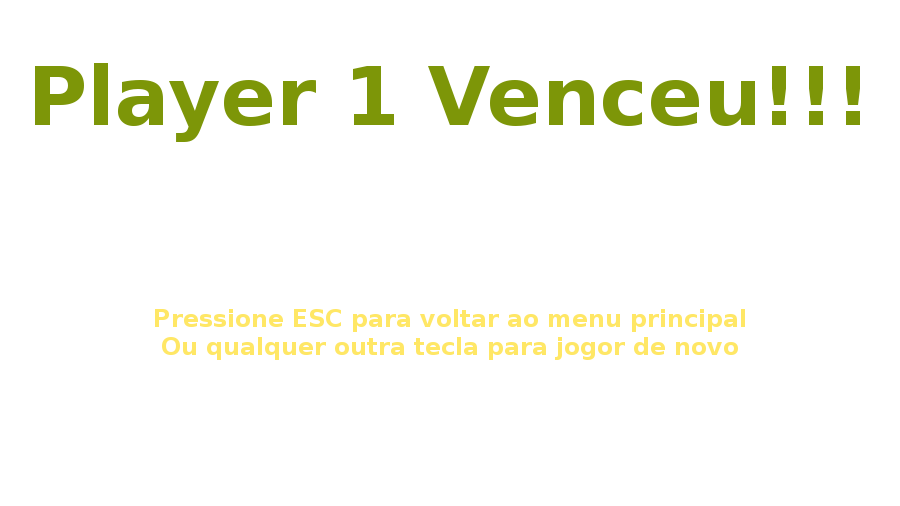 Player 1 Venceu!!!
Pressione ESC para voltar ao menu principal
Ou qualquer outra tecla para jogor de novo